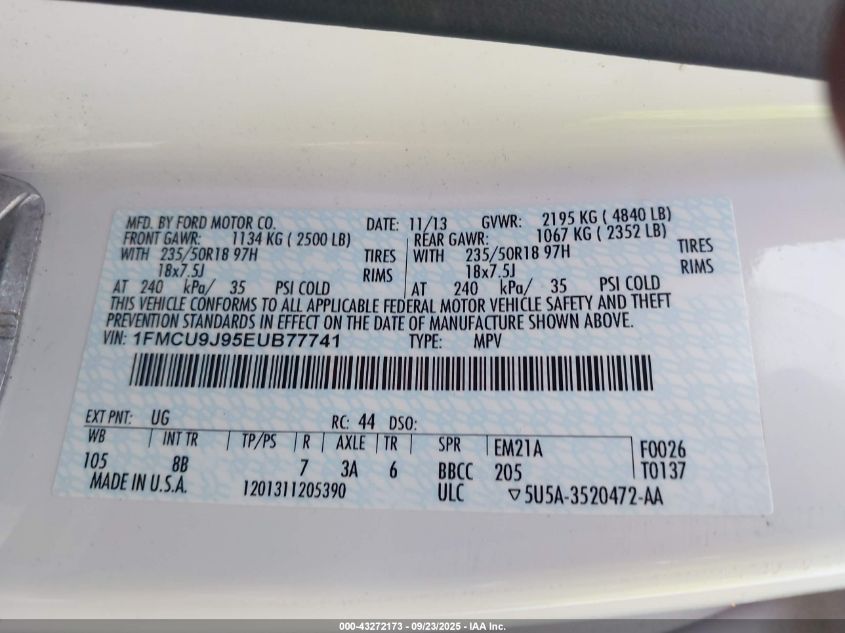 MFD. BY FORD MOTOR CO. DATE: 11/13 GVWR: 2195 KG ( 4840 LB)
FRONT GAWR: 1134 KG ( 2500 LB) REAR GAWR: 1067 KG ( 2352 LB)
WITH 235/50R18 97H TIRES WITH 235/50R18 97H TIRES
18x7.5J RIMS 18x7.5J RIMS
AT 240 kPa/ 35 PSI COLD AT 240 kPa/ 35 PSI COLD
THIS VEHICLE CONFORMS TO ALL APPLICABLE FEDERAL MOTOR VEHICLE SAFETY AND THEFT
PREVENTION STANDARDS IN EFFECT ON THE DATE OF MANUFACTURE SHOWN ABOVE.
VIN: 1FMCU9J95EUB77741 TYPE: MPV
EXT PNT: UG RC: 44 DSO:
WB INT TR TP/PS R AXLE TR SPR EM21A F0026
105 8B 7 3A 6 BBCC 205 T0137
MADE IN U.S.A. 1201311205390 ULC ▽5U5A-3520472-AA
000-43272173 - 09/23/2025 - IAA Inc.